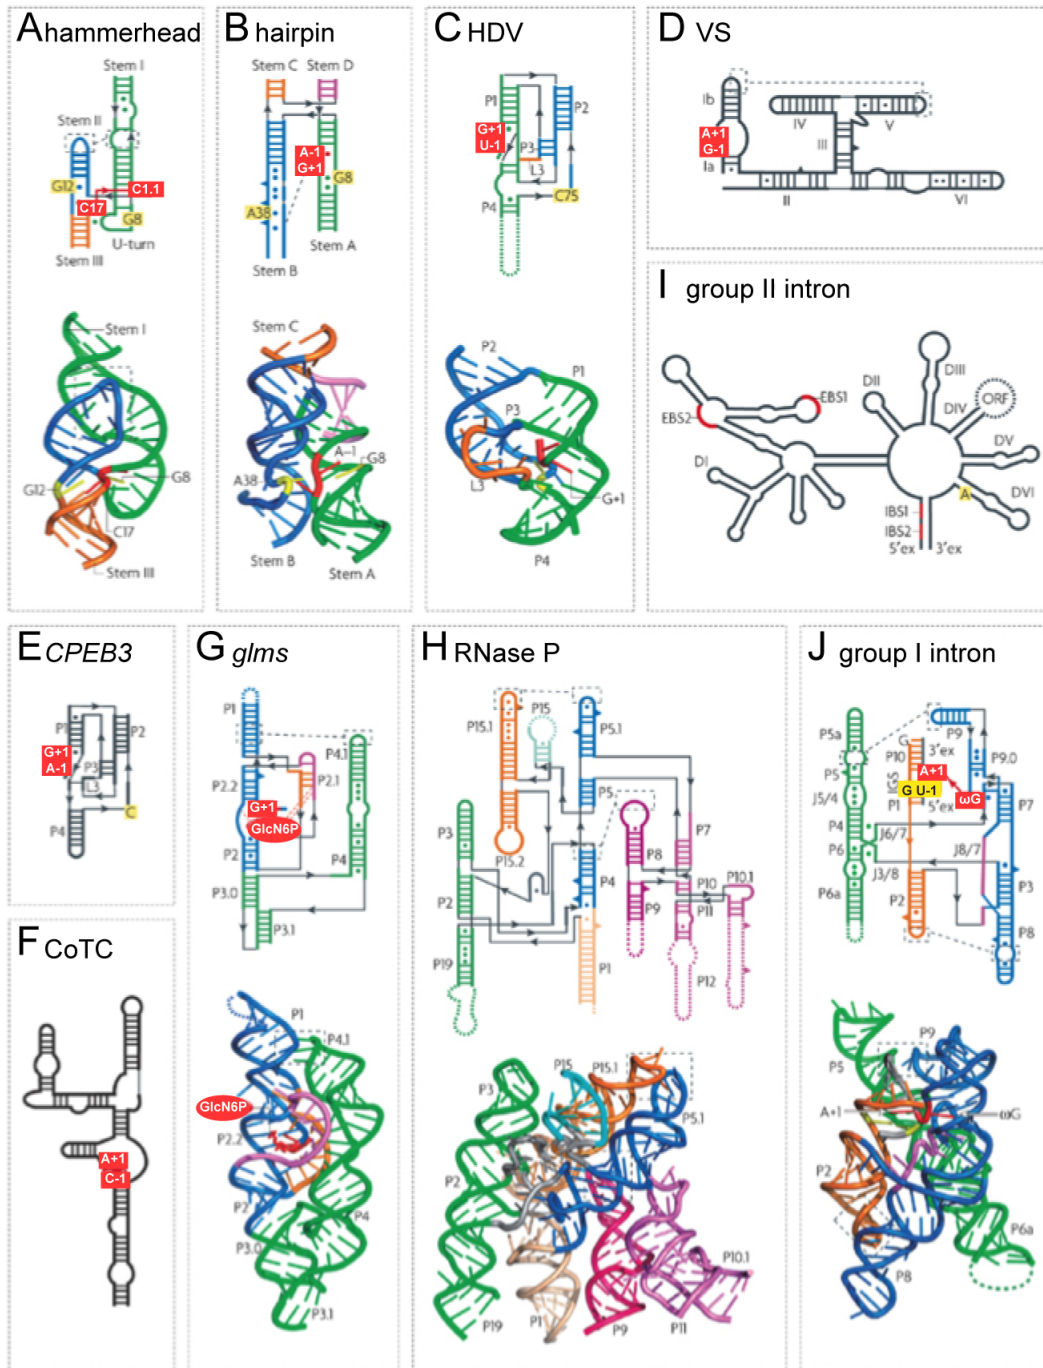 A hammerhead
Stem I
Stem II
G12
C1.1
C17
G8
U-turn
Stem III
Stem I
G12
G8
C17
Stem III
B hairpin
Stem C Stem D
A-1
G+1
G8
A38
Stem A
Stem B
Stem C
A-1
G8
A38
Stem B
Stem A
C HDV
P1
P2
G+1
U-1
P3
L3
P4
C75
P2
P1
P3
L3
G+1
P4
D VS
Ib
A+1
G-1
Ia
IV
V
III
II
VI
I group II intron
EBS1
EBS2
DI
DII
DIII
DIV
ORF
DV
DVI
A
IBS1
IBS2
5'ex 3'ex
E CPEB3
P1
P2
G+1
A-1
P3
L3
C
P4
F CoTC
A+1
C-1
G glms
P1
P4.1
P2.2
P2.1
G+1
GlcN6P
P2
P4
P3.0
P3.1
P1
P4.1
GlcN6P
P2.2
P2
P4
P3.0
P3.1
H RNase P
P15.1
P15
P5.1
P5
P3
P15.2
P7
P8
P4
P10
P10.1
P2
P9
P11
P19
P1
P12
P3
P15
P15.1
P5.1
P2
P10.1
P19
P1
P9
P11
J group I intron
P5a
P9
G
P10
3'ex
P9.0
P5
A+1
IGS
G U-1
ωG
J5/4
P1
5'ex
P7
P4
J6/7
P6
J8/7
J3/8
P6a
P2
P3
P8
P9
P5
A+1
ωG
P2
P6a
P8